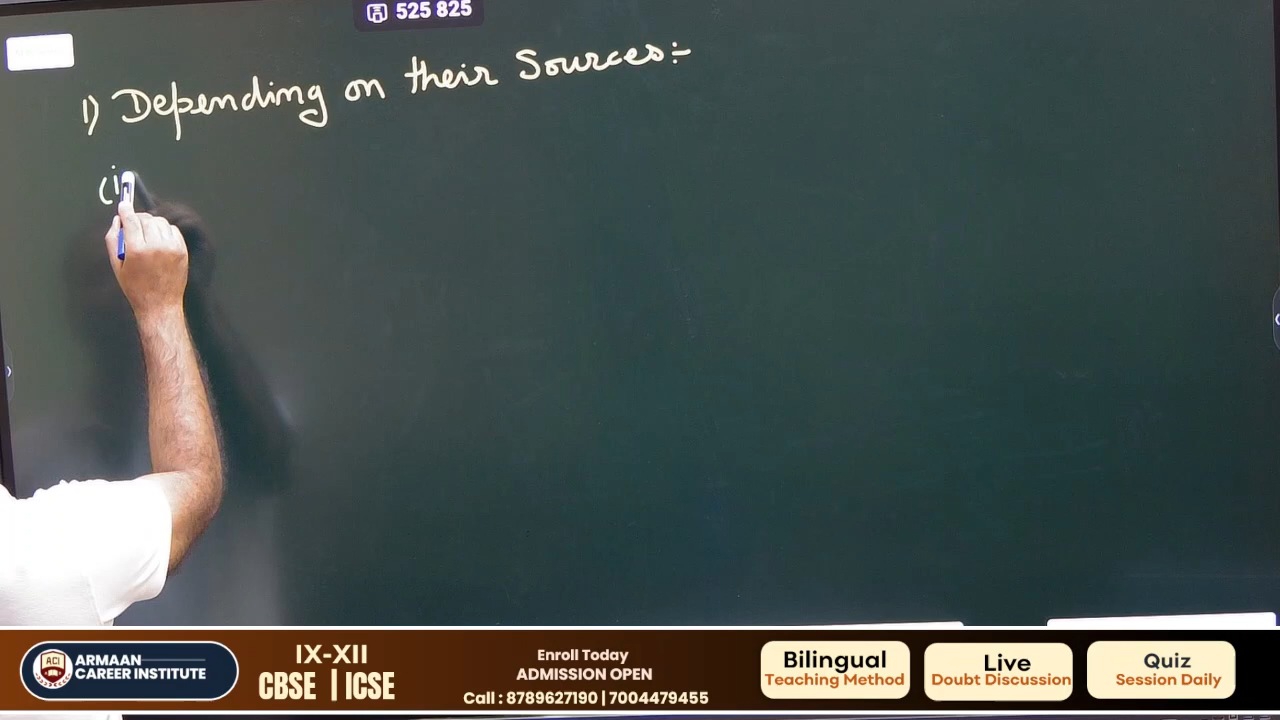 525 825
1) Depending on their Sources:-
(i
ACI
ARMAAN
CAREER INSTITUTE
IX-XII
CBSE | ICSE
Enroll Today
ADMISSION OPEN
Call : 8789627190 | 7004479455
Bilingual
Teaching Method
Live
Doubt Discussion
Quiz
Session Daily